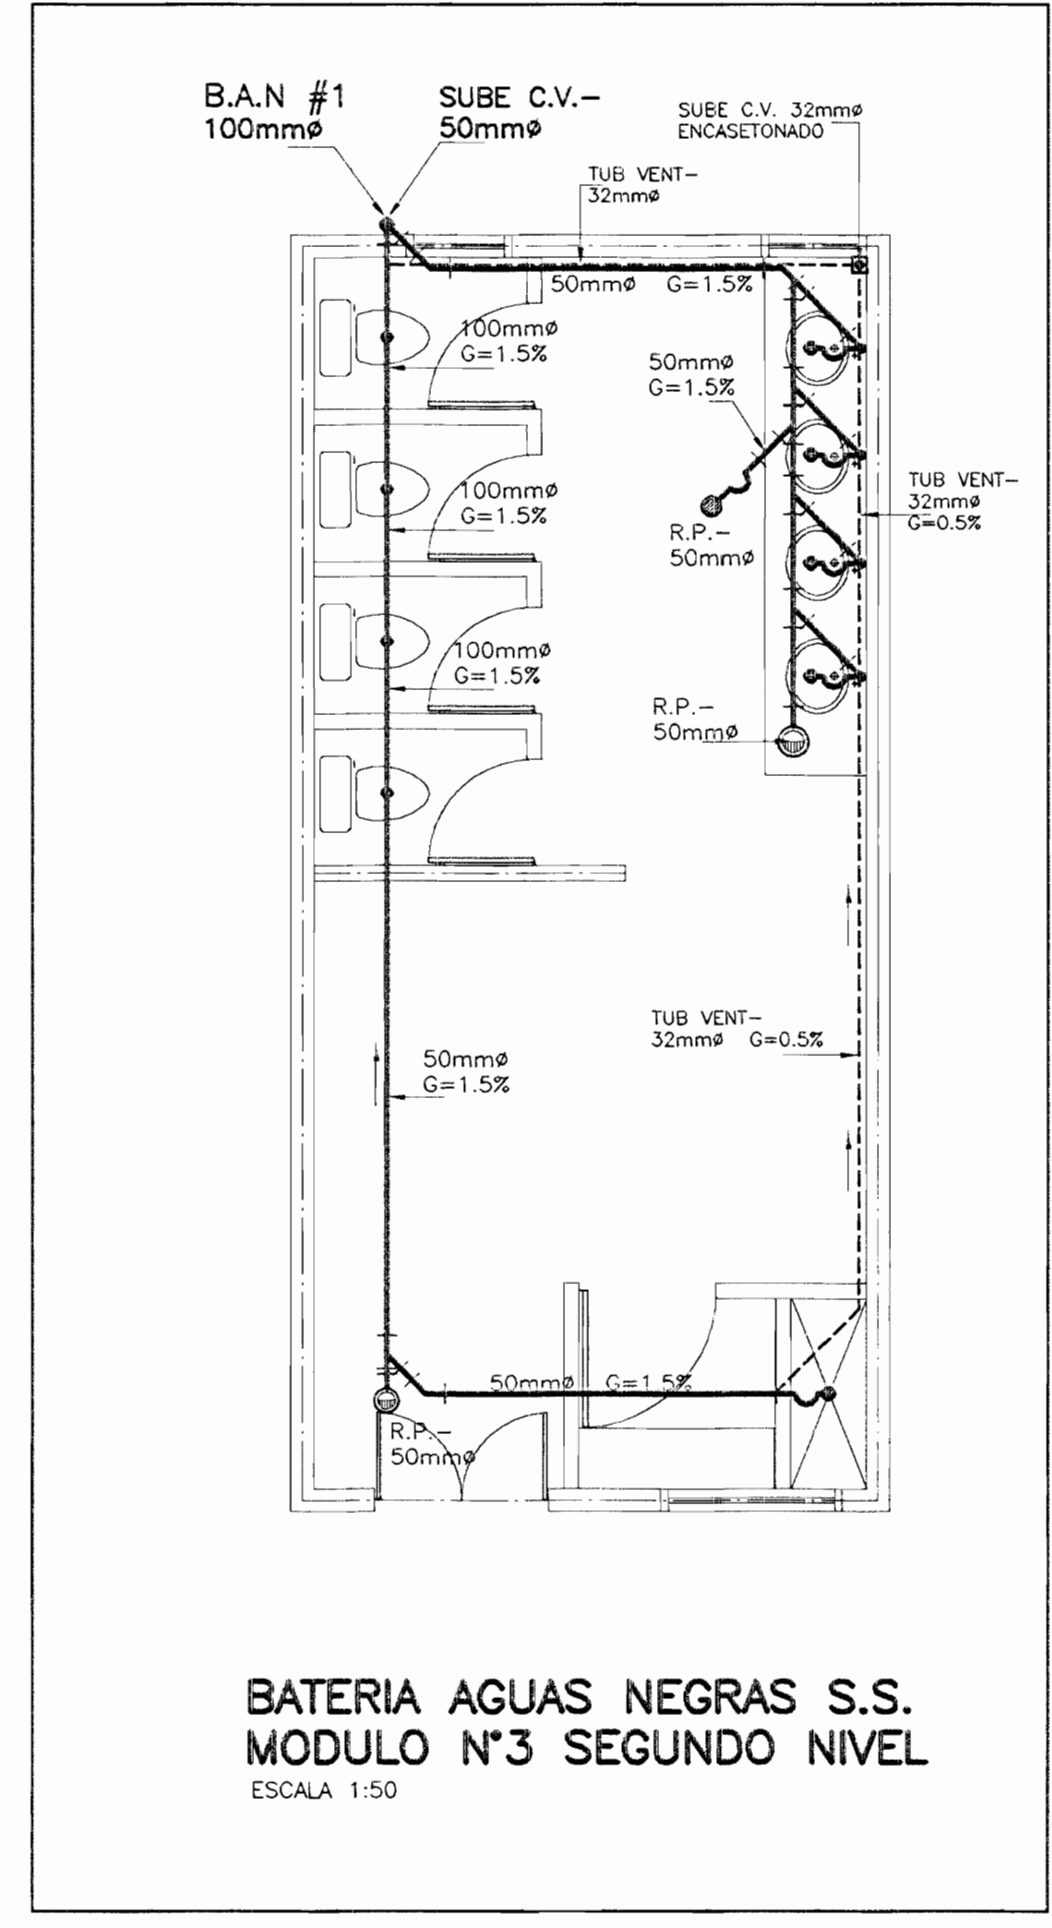 B.A.N #1
100mmø
SUBE C.V.-
50mmø
SUBE C.V. 32mmø
ENCASETONADO
TUB VENT-
32mmø
50mmø G=1.5%
100mmø
G=1.5%
50mmø
G=1.5%
100mmø
G=1.5%
TUB VENT-
32mmø
G=0.5%
R.P.-
50mmø
100mmø
G=1.5%
R.P.-
50mmø
TUB VENT-
32mmø G=0.5%
50mmø
G=1.5%
50mmø G=1.5%
R.P.-
50mmø
BATERIA AGUAS NEGRAS S.S.
MODULO N°3 SEGUNDO NIVEL
ESCALA 1:50